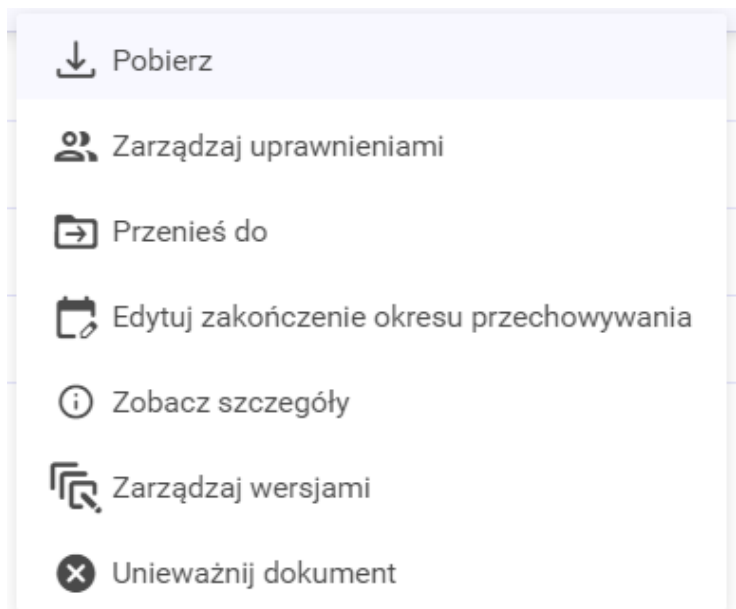 Pobierz
Zarządzaj uprawnieniami
Przenieś do
Edytuj zakończenie okresu przechowywania
Zobacz szczegóły
Zarządzaj wersjami
Unieważnij dokument